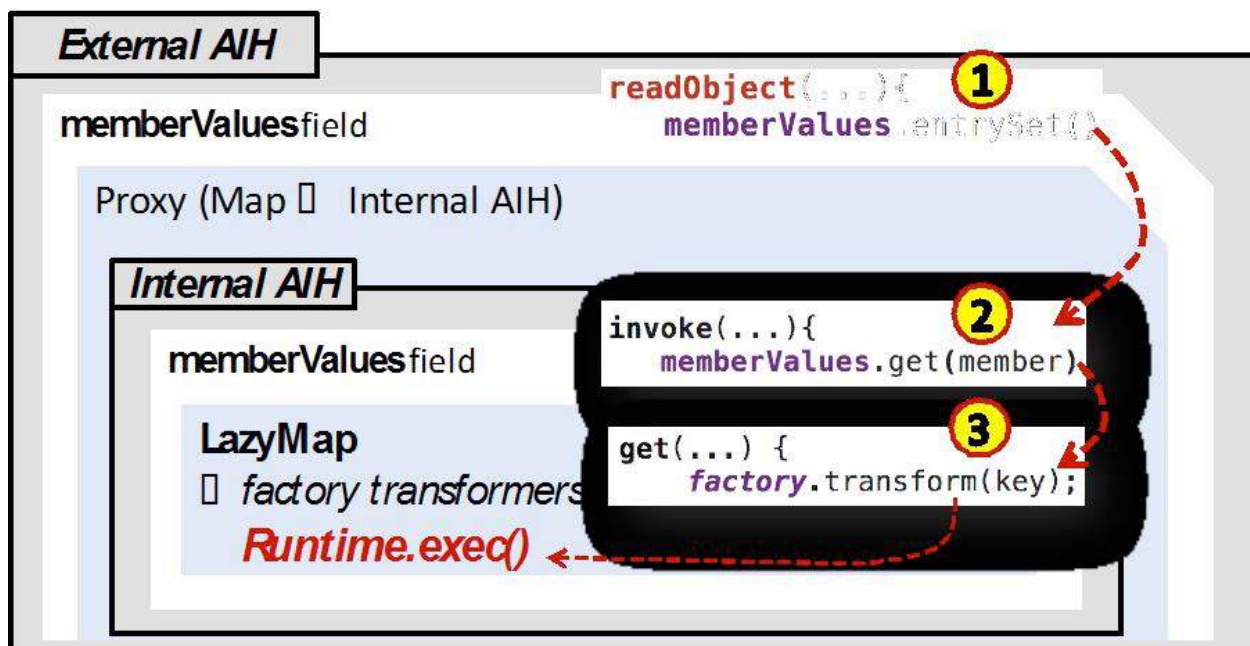 External AIH
readObject(...){
1
memberValues.entrySet()
memberValues field
Proxy (Map ▯ Internal AIH)
Internal AIH
invoke(...){
2
memberValues.get(member)
memberValues field
get(...) {
3
factory.transform(key);
LazyMap
▯ factory transformers
Runtime.exec()